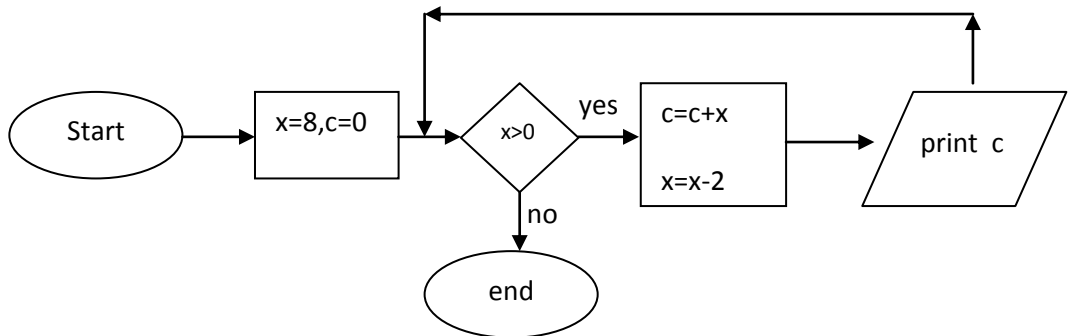 Start
x=8,c=0
x>0
yes
c=c+x
x=x-2
print c
no
end